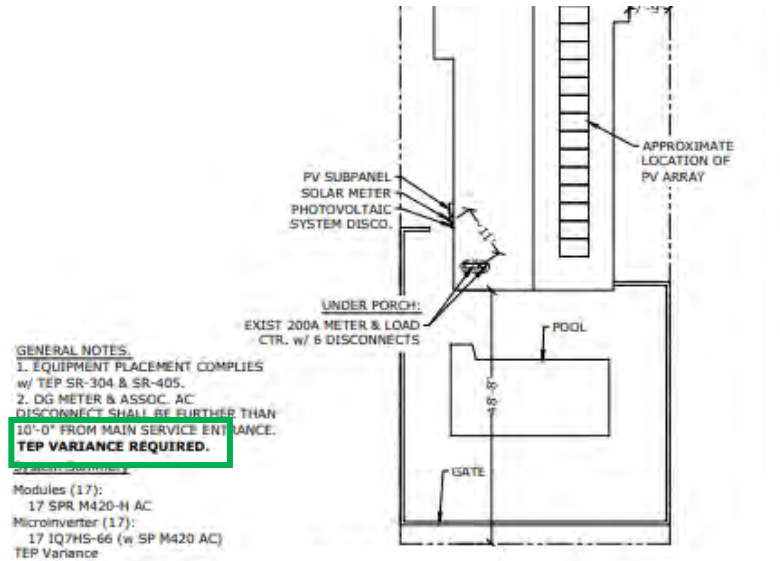 7'-5"
APPROXIMATE
LOCATION OF
PV ARRAY
PV SUBPANEL
SOLAR METER
PHOTOVOLTAIC
SYSTEM DISCO.
~11'
UNDER PORCH:
EXIST 200A METER & LOAD
CTR. w/ 6 DISCONNECTS
POOL
GENERAL NOTES.
1. EQUIPMENT PLACEMENT COMPLIES
w/ TEP SR-304 & SR-405.
2. DG METER & ASSOC. AC
DISCONNECT SHALL BE FURTHER THAN
10'-0" FROM MAIN SERVICE ENTRANCE.
TEP VARIANCE REQUIRED.
System Summary
GATE
Modules (17):
17 SPR M420-H AC
Microinverter (17):
17 IQ7HS-66 (w SP M420 AC)
TEP Variance